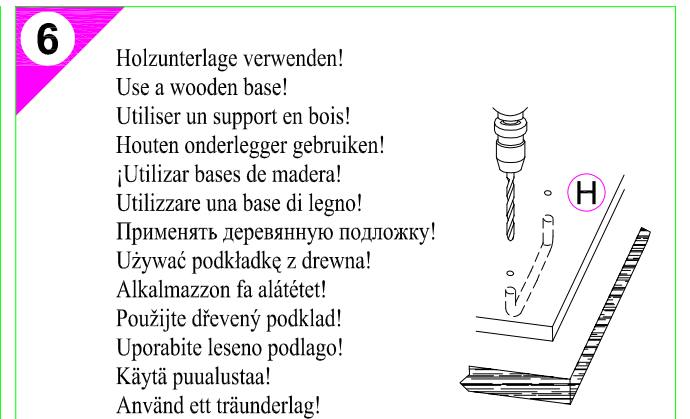 6
Holzunterlage verwenden!
Use a wooden base!
Utiliser un support en bois!
Houten onderlegger gebruiken!
¡Utilizar bases de madera!
Utilizzare una base di legno!
Применять деревянную подложку!
Używać podkładkę z drewna!
Alkalmazzon fa alátétet!
Použijte dřevený podklad!
Uporabite leseno podlago!
Käytä puualustaa!
Använd ett träunderlag!
H